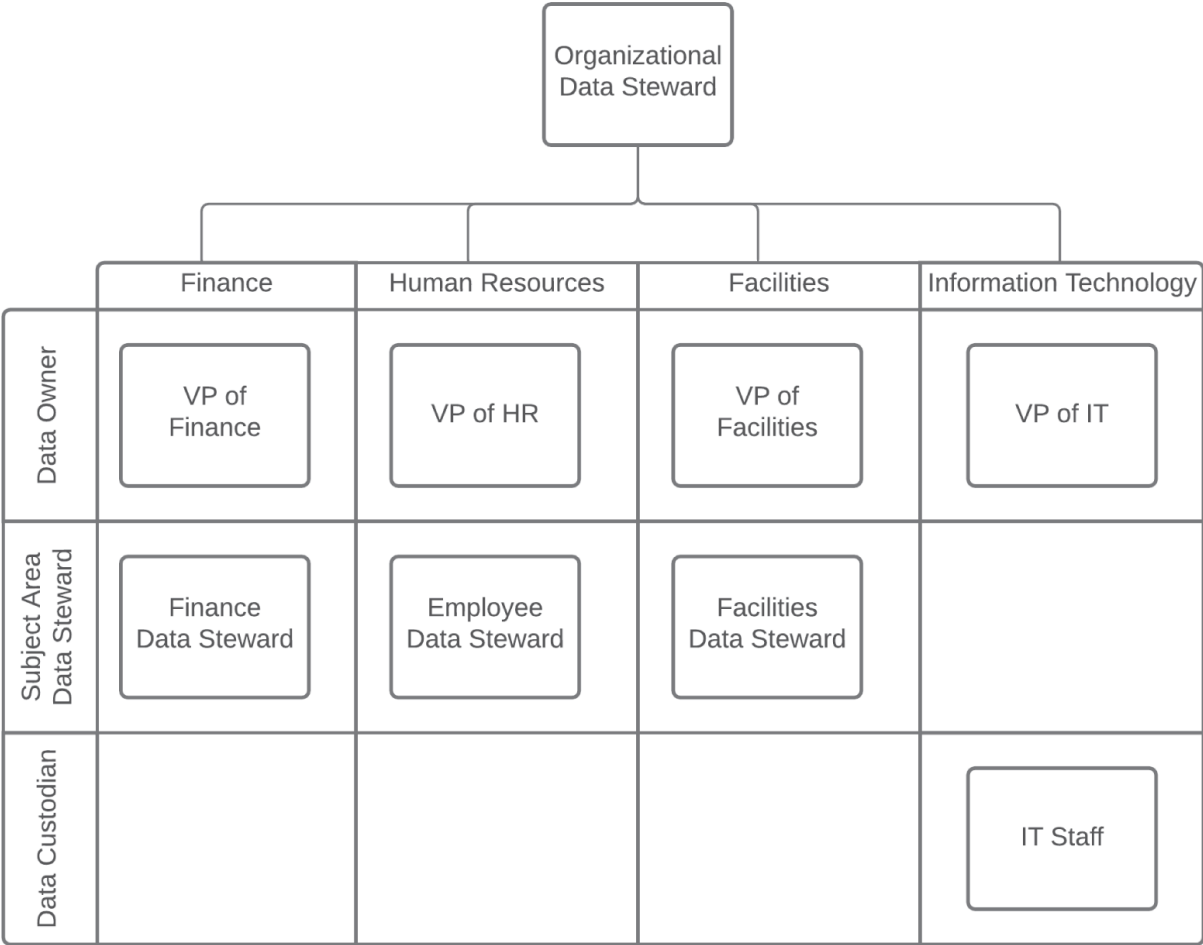 Organizational
Data Steward
Finance
Human Resources
Facilities
Information Technology
Data Owner
VP of
Finance
VP of HR
VP of
Facilities
VP of IT
Subject Area
Data Steward
Finance
Data Steward
Employee
Data Steward
Facilities
Data Steward
Data Custodian
IT Staff